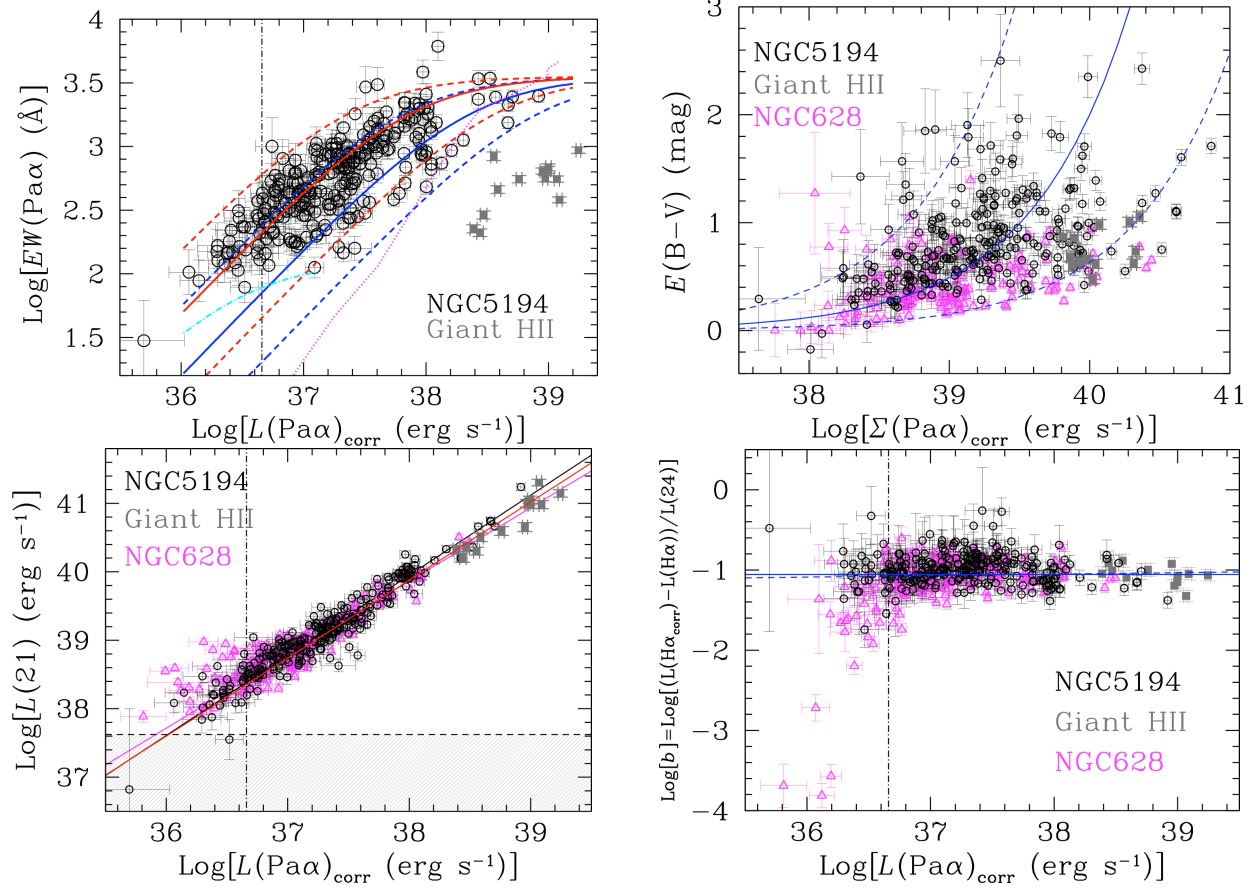 4
3.5
3
2.5
2
1.5
Log[EW(Paα) (Å)]
NGC5194
Giant HII
36 37 38 39
Log[L(Paα)corr (erg s⁻¹)]
3
2
1
0
E(B−V) (mag)
NGC5194
Giant HII
NGC628
38 39 40 41
Log[Σ(Paα)corr (erg s⁻¹)]
41
40
39
38
37
Log[L(21) (erg s⁻¹)]
NGC5194
Giant HII
NGC628
36 37 38 39
Log[L(Paα)corr (erg s⁻¹)]
0
−1
−2
−3
−4
Log[b]=Log[(L(Hαcorr)−L(Hα))/L(24)]
NGC5194
Giant HII
NGC628
36 37 38 39
Log[L(Paα)corr (erg s⁻¹)]